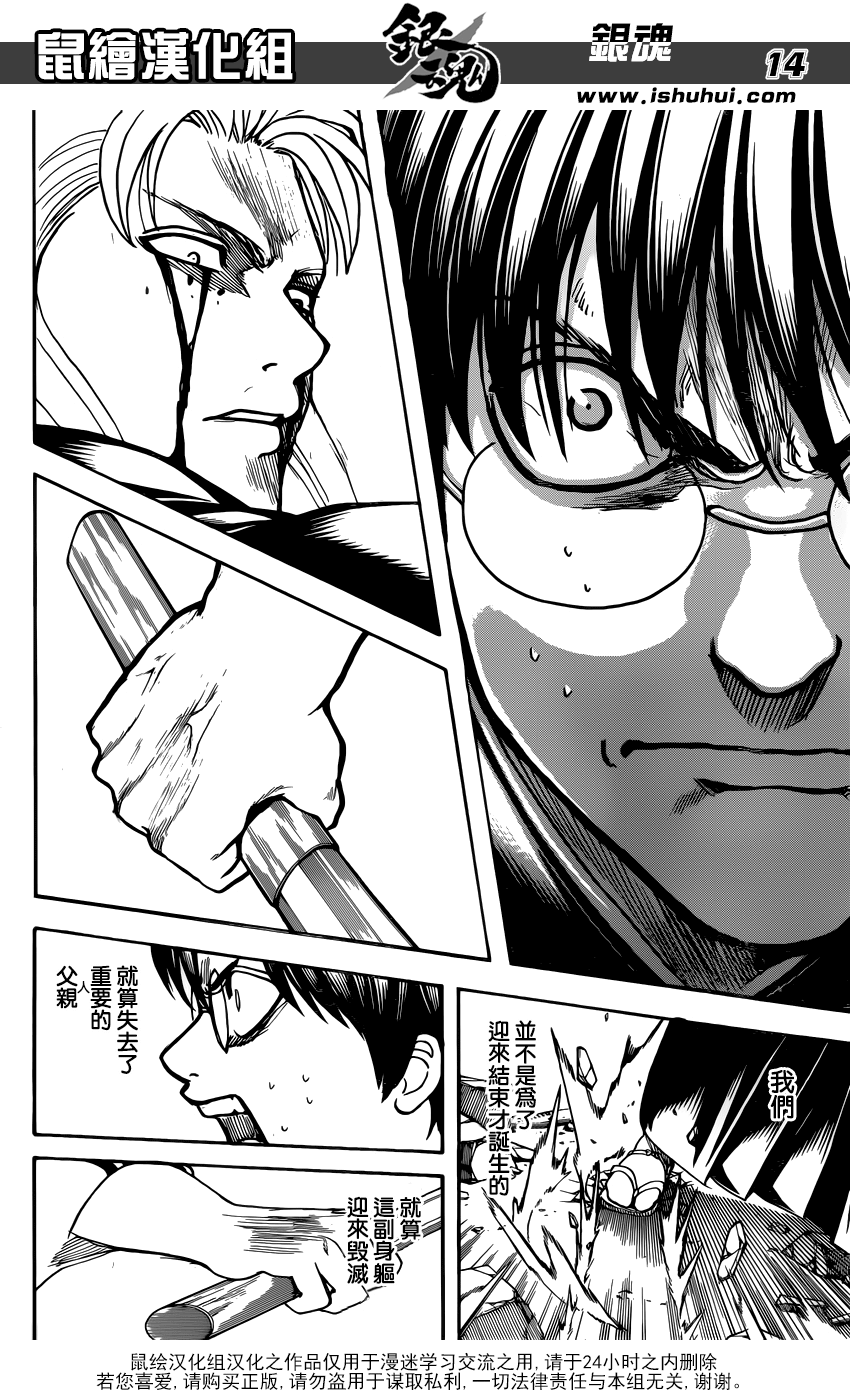 鼠繪漢化組
銀魂
銀魂
14
www.ishuhui.com
我們
並不是爲了
迎來結束才誕生的
就算失去了
重要的
人
父親
就算
這副身軀
迎來毀滅
鼠绘汉化组汉化之作品仅用于漫迷学习交流之用,请于24小时之内删除
若您喜爱,请购买正版,请勿盗用于谋取私利,一切法律责任与本组无关,谢谢。